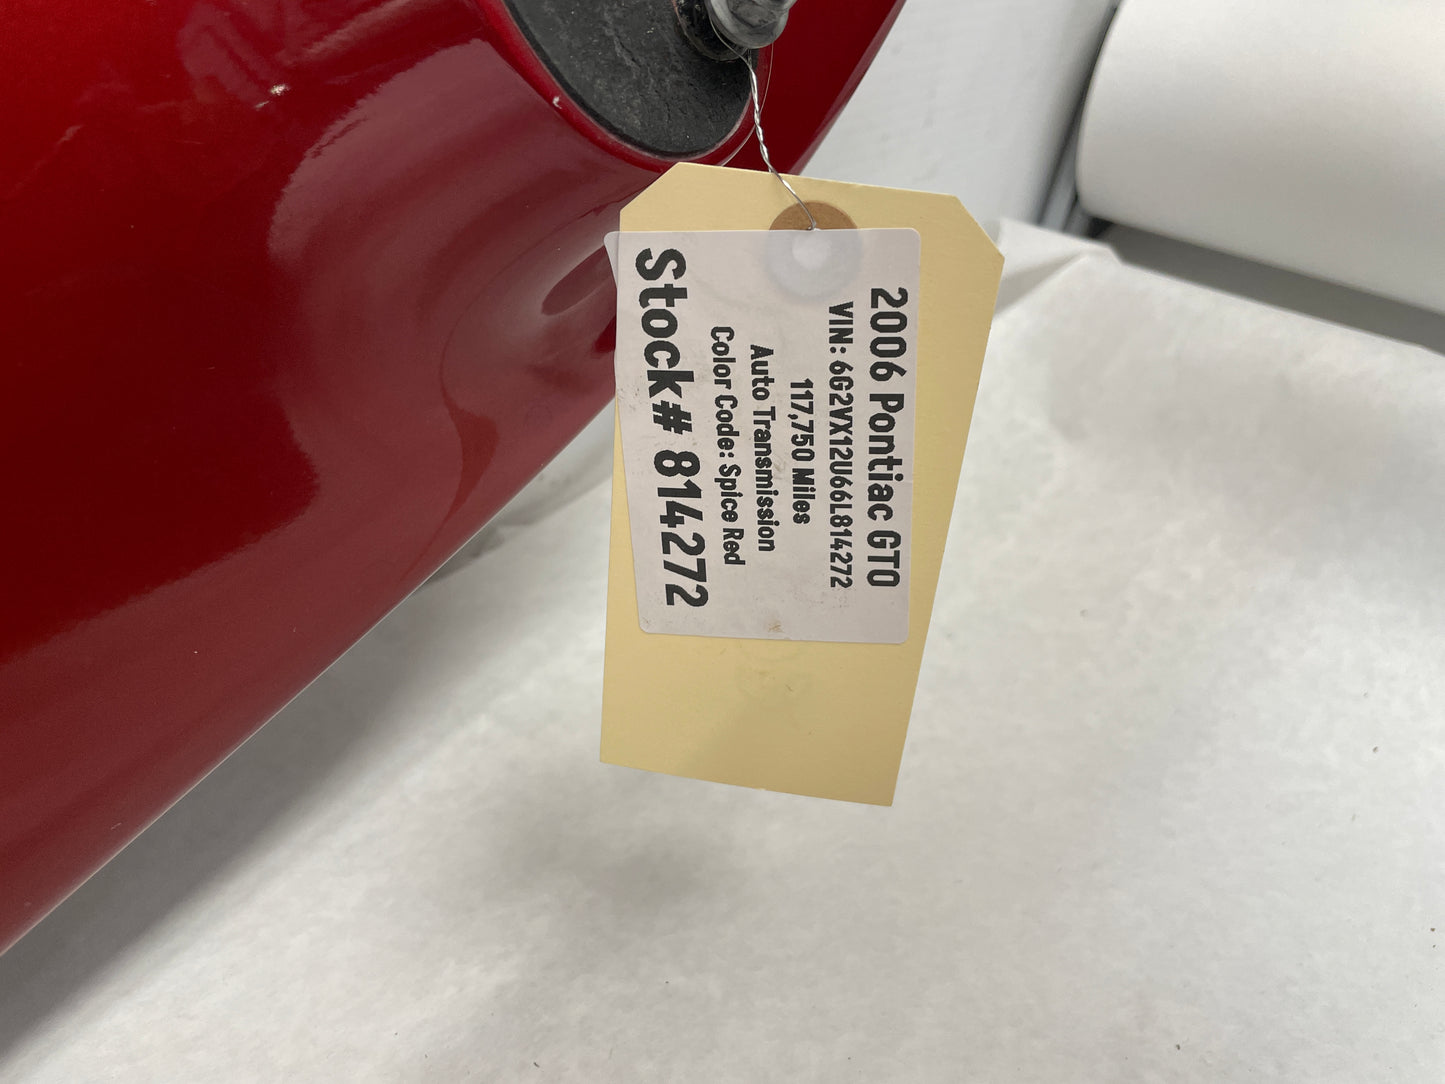 2006 Pontiac GTO
VIN: 6G2VX12U66L814272
117,750 Miles
Auto Transmission
Color Code: Spice Red
Stock# 814272